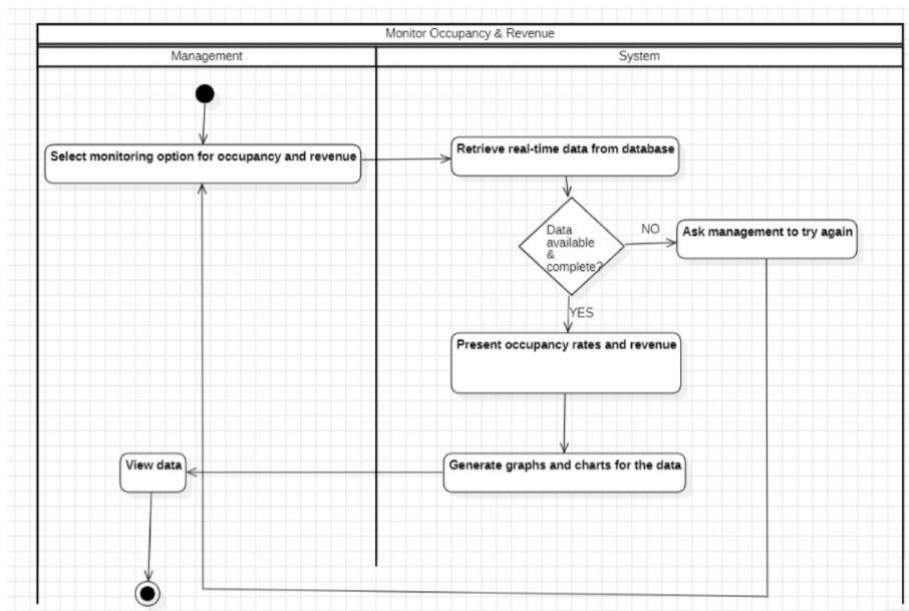 Monitor Occupancy & Revenue
Management
System
Select monitoring option for occupancy and revenue
Retrieve real-time data from database
Data
available
&
complete?
NO
Ask management to try again
YES
Present occupancy rates and revenue
View data
Generate graphs and charts for the data